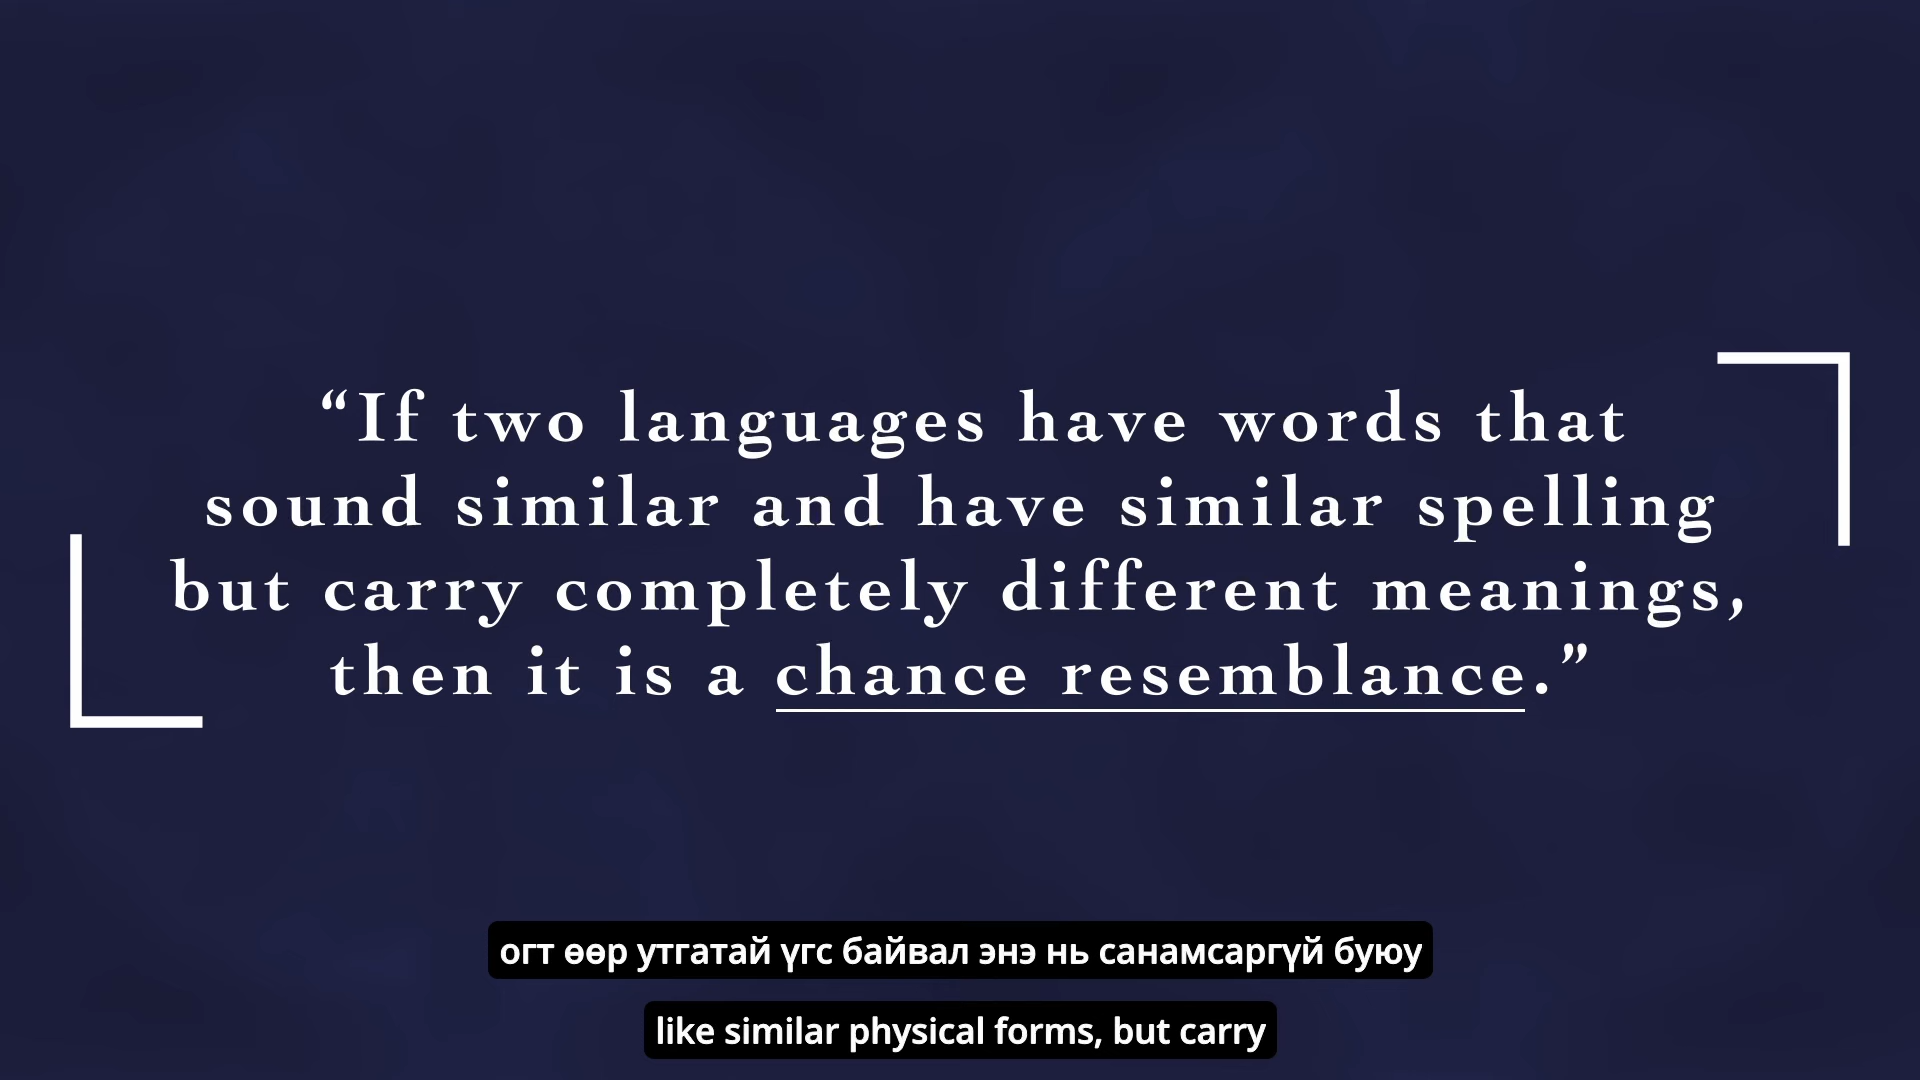 “If two languages have words that
sound similar and have similar spelling
but carry completely different meanings,
then it is a chance resemblance.”
огт өөр утгатай үгс байвал энэ нь санамсаргүй буюу
like similar physical forms, but carry